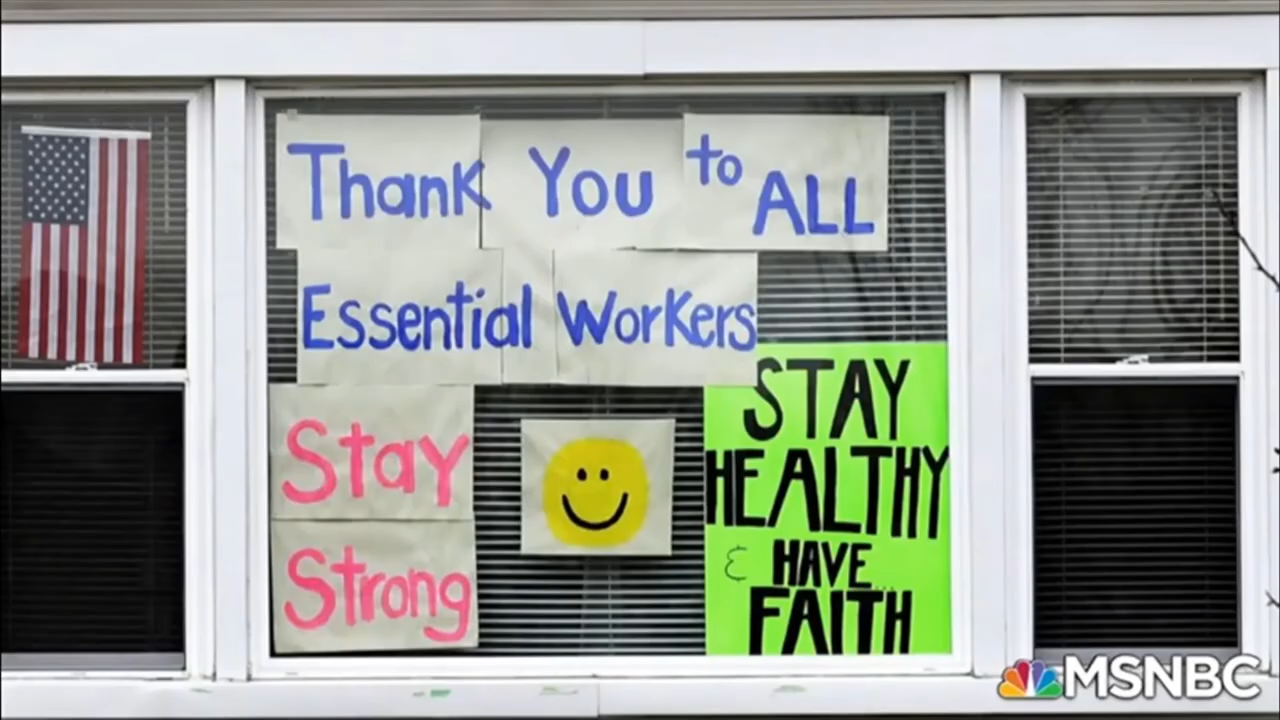 Thank You to ALL
Essential Workers
Stay
Strong
STAY
HEALTHY
& HAVE
FAITH
MSNBC